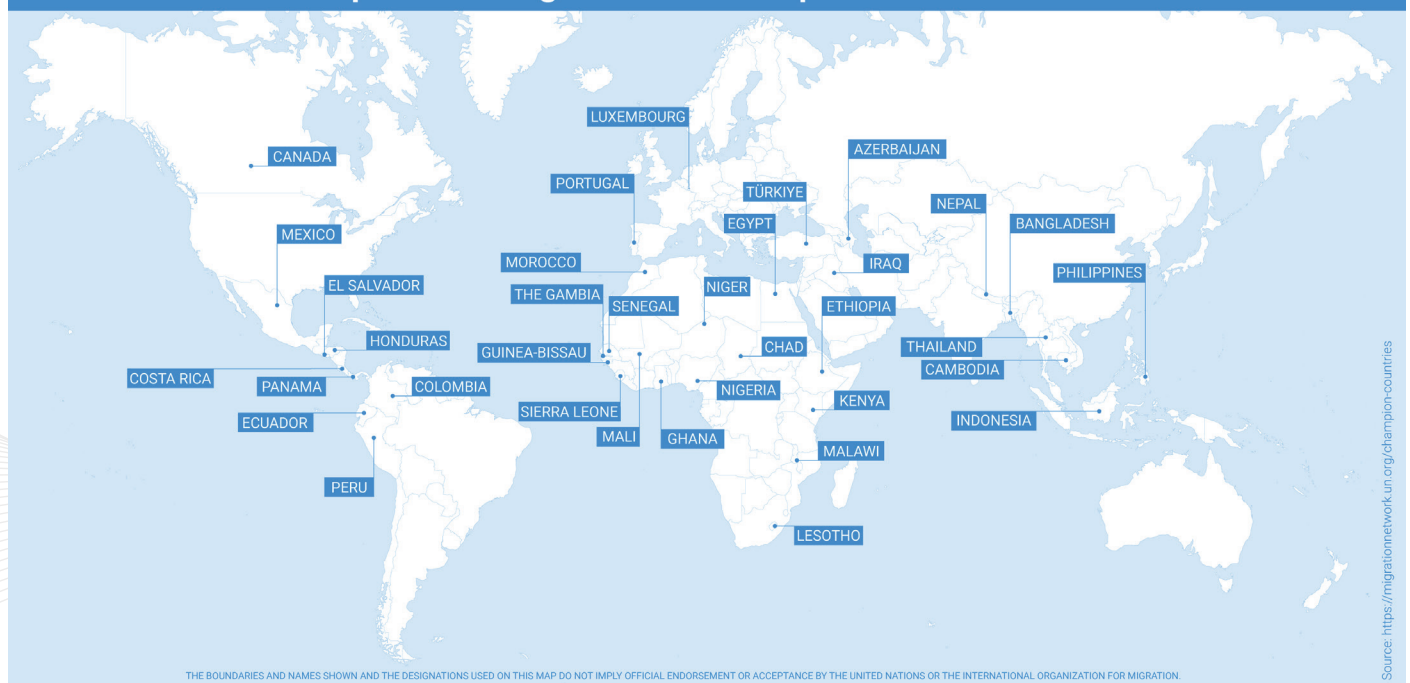 LUXEMBOURG
AZERBAIJAN
CANADA
PORTUGAL
TÜRKIYE
NEPAL
EGYPT
BANGLADESH
MEXICO
MOROCCO
IRAQ
PHILIPPINES
EL SALVADOR
THE GAMBIA
NIGER
SENEGAL
ETHIOPIA
HONDURAS
GUINEA-BISSAU
CHAD
THAILAND
COSTA RICA
CAMBODIA
PANAMA
COLOMBIA
NIGERIA
KENYA
ECUADOR
SIERRA LEONE
INDONESIA
MALI
GHANA
MALAWI
PERU
LESOTHO
Source: https://migrationnetwork.un.org/champion-countries
THE BOUNDARIES AND NAMES SHOWN AND THE DESIGNATIONS USED ON THIS MAP DO NOT IMPLY OFFICIAL ENDORSEMENT OR ACCEPTANCE BY THE UNITED NATIONS OR THE INTERNATIONAL ORGANIZATION FOR MIGRATION.